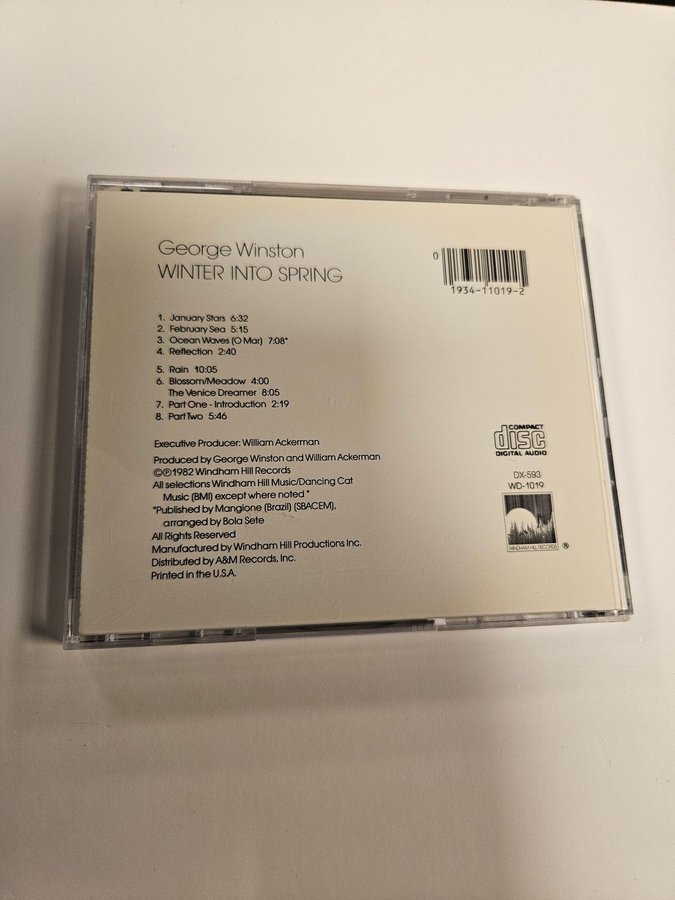 George Winston
WINTER INTO SPRING
0
1934-11019-2
1. January Stars 6:32
2. February Sea 5:15
3. Ocean Waves (O Mar) 7:08*
4. Reflection 2:40
5. Rain 10:05
6. Blossom/Meadow 4:00
The Venice Dreamer 8:05
7. Part One - Introduction 2:19
8. Part Two 5:46
Executive Producer: William Ackerman
Produced by George Winston and William Ackerman
©℗1982 Windham Hill Records
All selections Windham Hill Music/Dancing Cat
Music (BMI) except where noted *
*Published by Mangione (Brazil) (SBACEM),
arranged by Bola Sete
All Rights Reserved
Manufactured by Windham Hill Productions Inc.
Distributed by A&M Records, Inc.
Printed in the U.S.A.
COMPACT
disc
DIGITAL AUDIO
DX-593
WD-1019
WINDHAM HILL RECORDS
®